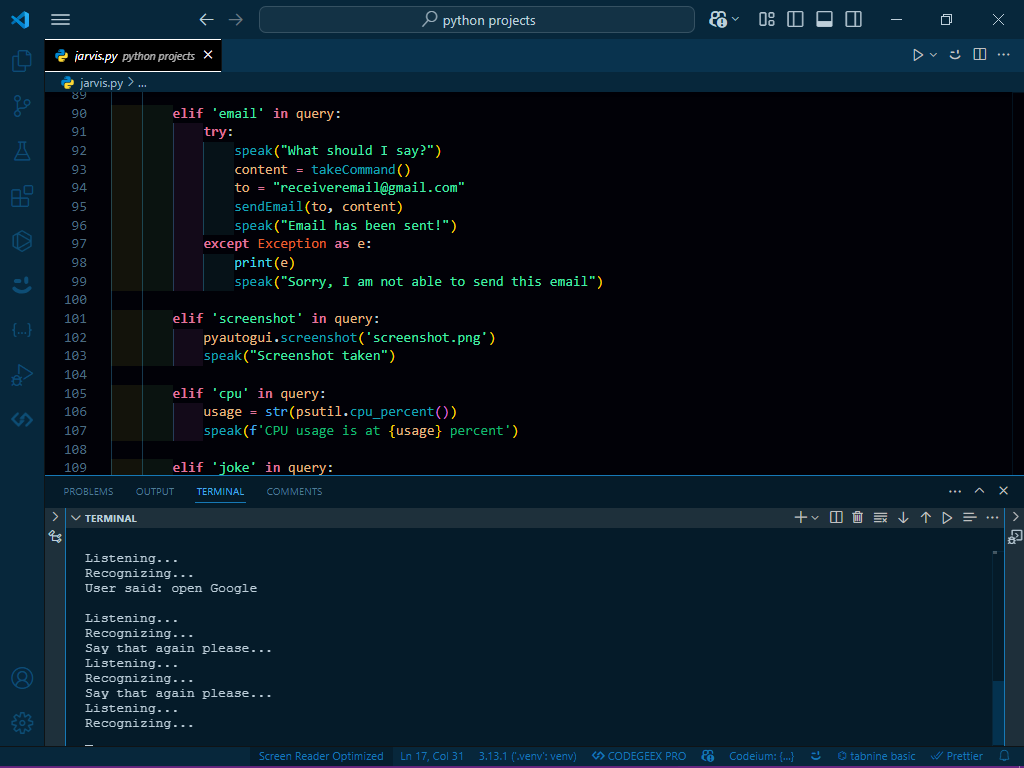 python projects
jarvis.py python projects
jarvis.py > ...
89
90 elif 'email' in query:
91 try:
92 speak("What should I say?")
93 content = takeCommand()
94 to = "receiveremail@gmail.com"
95 sendEmail(to, content)
96 speak("Email has been sent!")
97 except Exception as e:
98 print(e)
99 speak("Sorry, I am not able to send this email")
100
101 elif 'screenshot' in query:
102 pyautogui.screenshot('screenshot.png')
103 speak("Screenshot taken")
104
105 elif 'cpu' in query:
106 usage = str(psutil.cpu_percent())
107 speak(f'CPU usage is at {usage} percent')
108
109 elif 'joke' in query:
PROBLEMS OUTPUT TERMINAL COMMENTS
TERMINAL
Listening...
Recognizing...
User said: open Google
Listening...
Recognizing...
Say that again please...
Listening...
Recognizing...
Say that again please...
Listening...
Recognizing...
Screen Reader Optimized Ln 17, Col 31 3.13.1 ('.venv': venv) CODEGEEX PRO Codeium: {...} tabnine basic Prettier